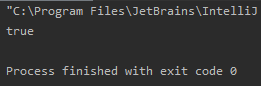 "C:\Program Files\JetBrains\IntelliJ
true
Process finished with exit code 0